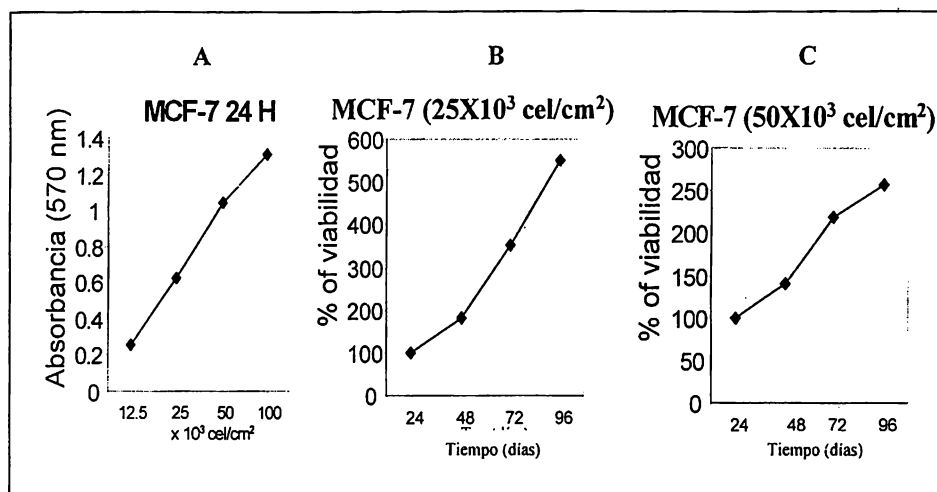 A
MCF-7 24 H
Absorbancia (570 nm)
1.4
1.2
1
0.8
0.6
0.4
0.2
0
12.5 25 50 100
x 10³ cel/cm²
B
MCF-7 (25X10³ cel/cm²)
% of viabilidad
600
500
400
300
200
100
0
24 48 72 96
Tiempo (días)
C
MCF-7 (50X10³ cel/cm²)
% of viabilidad
300
250
200
150
100
50
0
24 48 72 96
Tiempo (días)